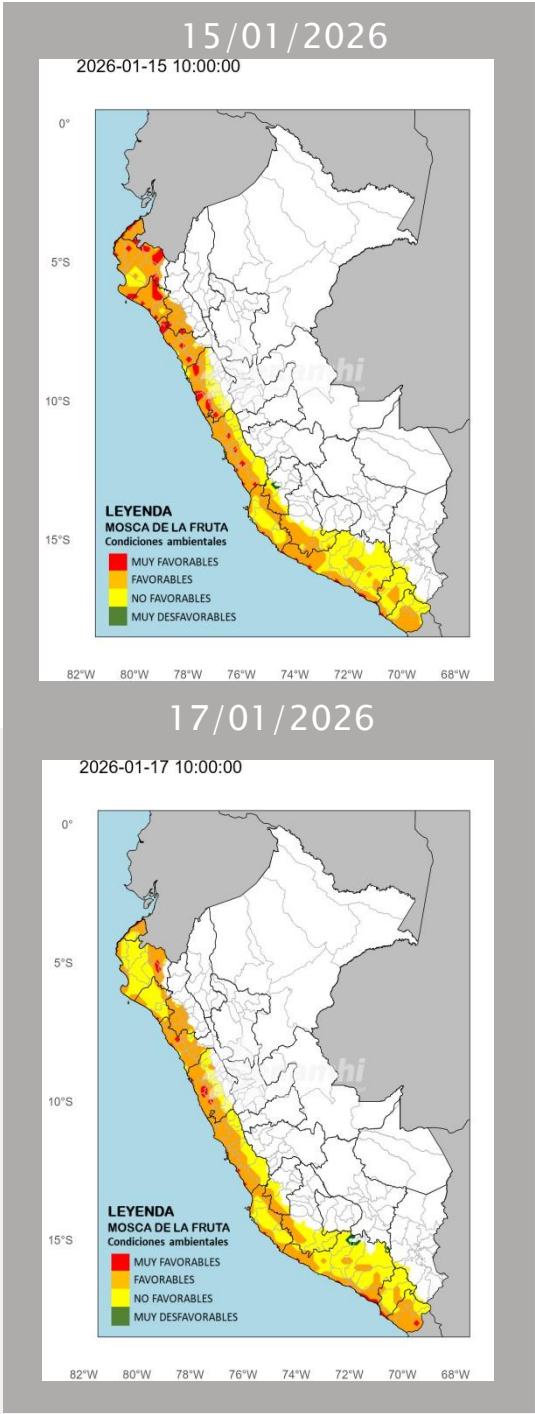 15/01/2026
2026-01-15 10:00:00
0°
5°S
10°S
15°S
LEYENDA
MOSCA DE LA FRUTA
Condiciones ambientales
MUY FAVORABLES
FAVORABLES
NO FAVORABLES
MUY DESFAVORABLES
82°W 80°W 78°W 76°W 74°W 72°W 70°W 68°W
17/01/2026
2026-01-17 10:00:00
0°
5°S
10°S
15°S
LEYENDA
MOSCA DE LA FRUTA
Condiciones ambientales
MUY FAVORABLES
FAVORABLES
NO FAVORABLES
MUY DESFAVORABLES
82°W 80°W 78°W 76°W 74°W 72°W 70°W 68°W